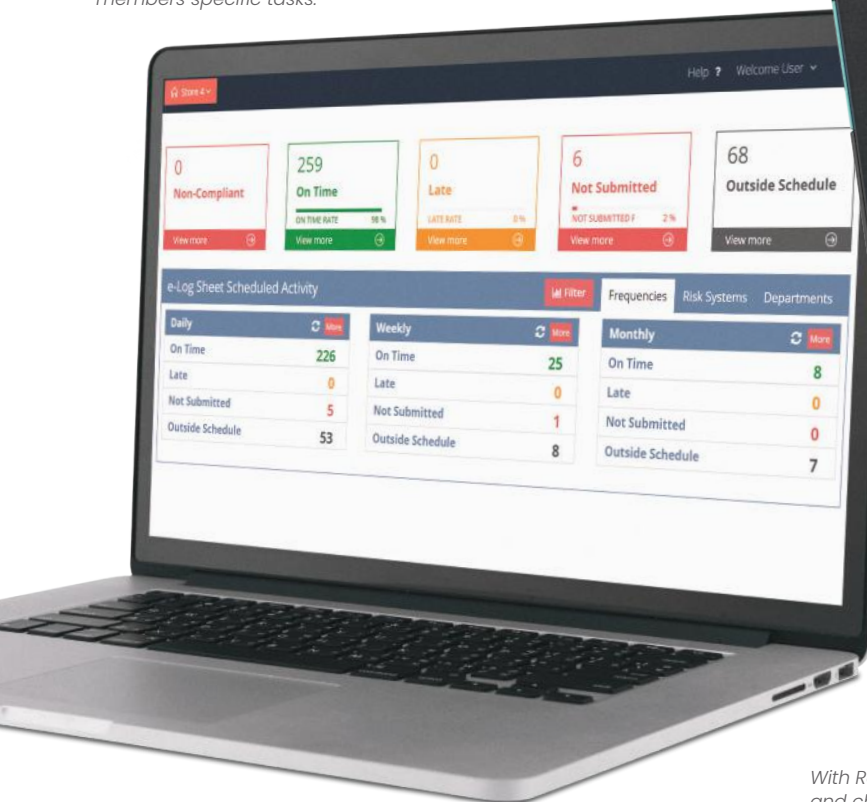 members specific tasks.
Store 4
Help ? Welcome User
0
Non-Compliant
View more
259
On Time
ON TIME RATE 98 %
View more
0
Late
LATE RATE 0 %
View more
6
Not Submitted
NOT SUBMITTED F 2 %
View more
68
Outside Schedule
View more
e-Log Sheet Scheduled Activity
Filter
Frequencies Risk Systems Departments
Daily More
On Time 226
Late 0
Not Submitted 5
Outside Schedule 53
Weekly More
On Time 25
Late 0
Not Submitted 1
Outside Schedule 8
Monthly More
On Time 8
Late 0
Not Submitted 0
Outside Schedule 7
With R